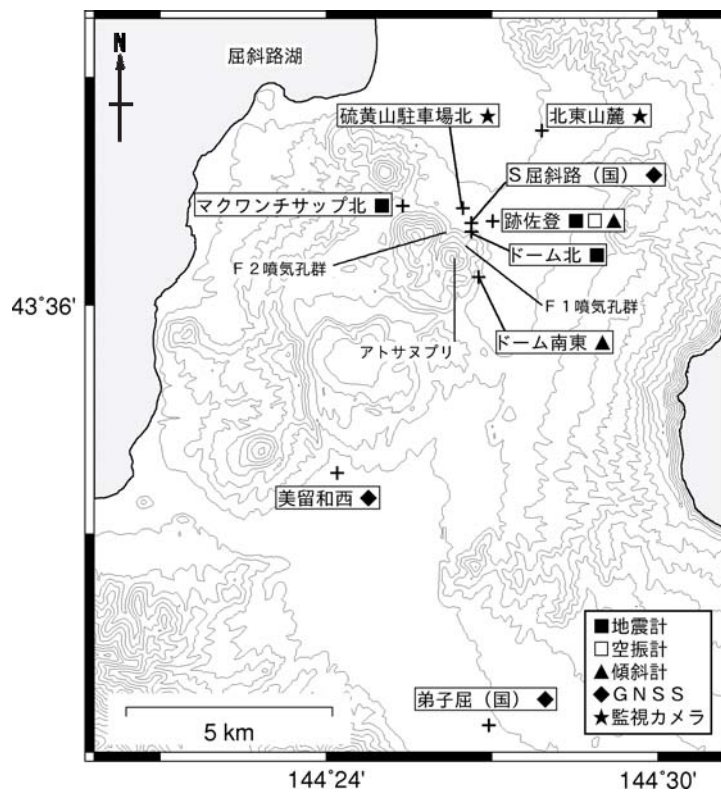 N
屈斜路湖
硫黄山駐車場北 ★
北東山麓 ★
S屈斜路（国）◆
マクワンチサップ北 ■
跡佐登 ■ □ ▲
ドーム北 ■
F2噴気孔群
F1噴気孔群
43˚36'
アトサヌプリ
ドーム南東 ▲
美留和西 ◆
■地震計
□空振計
▲傾斜計
◆GNSS
★監視カメラ
弟子屈（国）◆
5 km
144˚24'
144˚30'